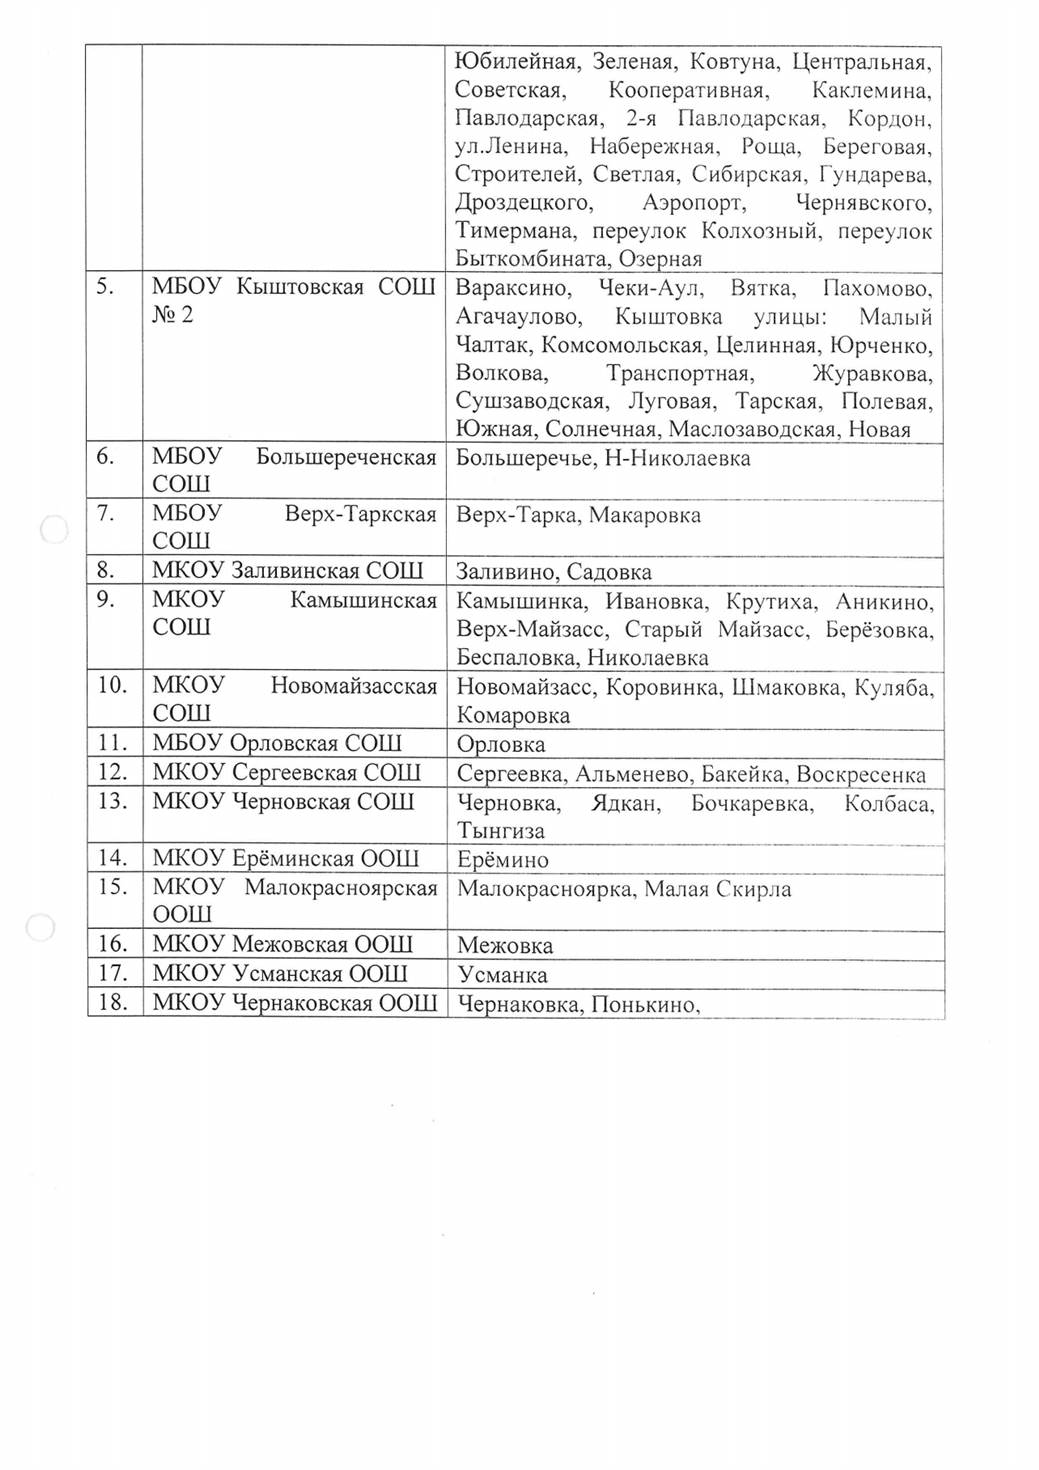 Юбилейная, Зеленая, Ковтуна, Центральная,
Советская, Кооперативная, Каклемина,
Павлодарская, 2-я Павлодарская, Кордон,
ул.Ленина, Набережная, Роща, Береговая,
Строителей, Светлая, Сибирская, Гундарева,
Дроздецкого, Аэропорт, Чернявского,
Тимермана, переулок Колхозный, переулок
Быткомбината, Озерная
5. МБОУ Кыштовская СОШ
№ 2
Вараксино, Чеки-Аул, Вятка, Пахомово,
Агачаулово, Кыштовка улицы: Малый
Чалтак, Комсомольская, Целинная, Юрченко,
Волкова, Транспортная, Журавкова,
Сушзаводская, Луговая, Тарская, Полевая,
Южная, Солнечная, Маслозаводская, Новая
6. МБОУ Большереченская
СОШ
Большеречье, Н-Николаевка
7. МБОУ Верх-Таркская
СОШ
Верх-Тарка, Макаровка
8. МКОУ Заливинская СОШ
Заливино, Садовка
9. МКОУ Камышинская
СОШ
Камышинка, Ивановка, Крутиха, Аникино,
Верх-Майзасс, Старый Майзасс, Берёзовка,
Беспаловка, Николаевка
10. МКОУ Новомайзасская
СОШ
Новомайзасс, Коровинка, Шмаковка, Куляба,
Комаровка
11. МБОУ Орловская СОШ
Орловка
12. МКОУ Сергеевская СОШ
Сергеевка, Альменево, Бакейка, Воскресенка
13. МКОУ Черновская СОШ
Черновка, Ядкан, Бочкаревка, Колбаса,
Тынгиза
14. МКОУ Ерёминская ООШ
Ерёмино
15. МКОУ Малокрасноярская
ООШ
Малокрасноярка, Малая Скирла
16. МКОУ Межовская ООШ
Межовка
17. МКОУ Усманская ООШ
Усманка
18. МКОУ Чернаковская ООШ
Чернаковка, Понькино,